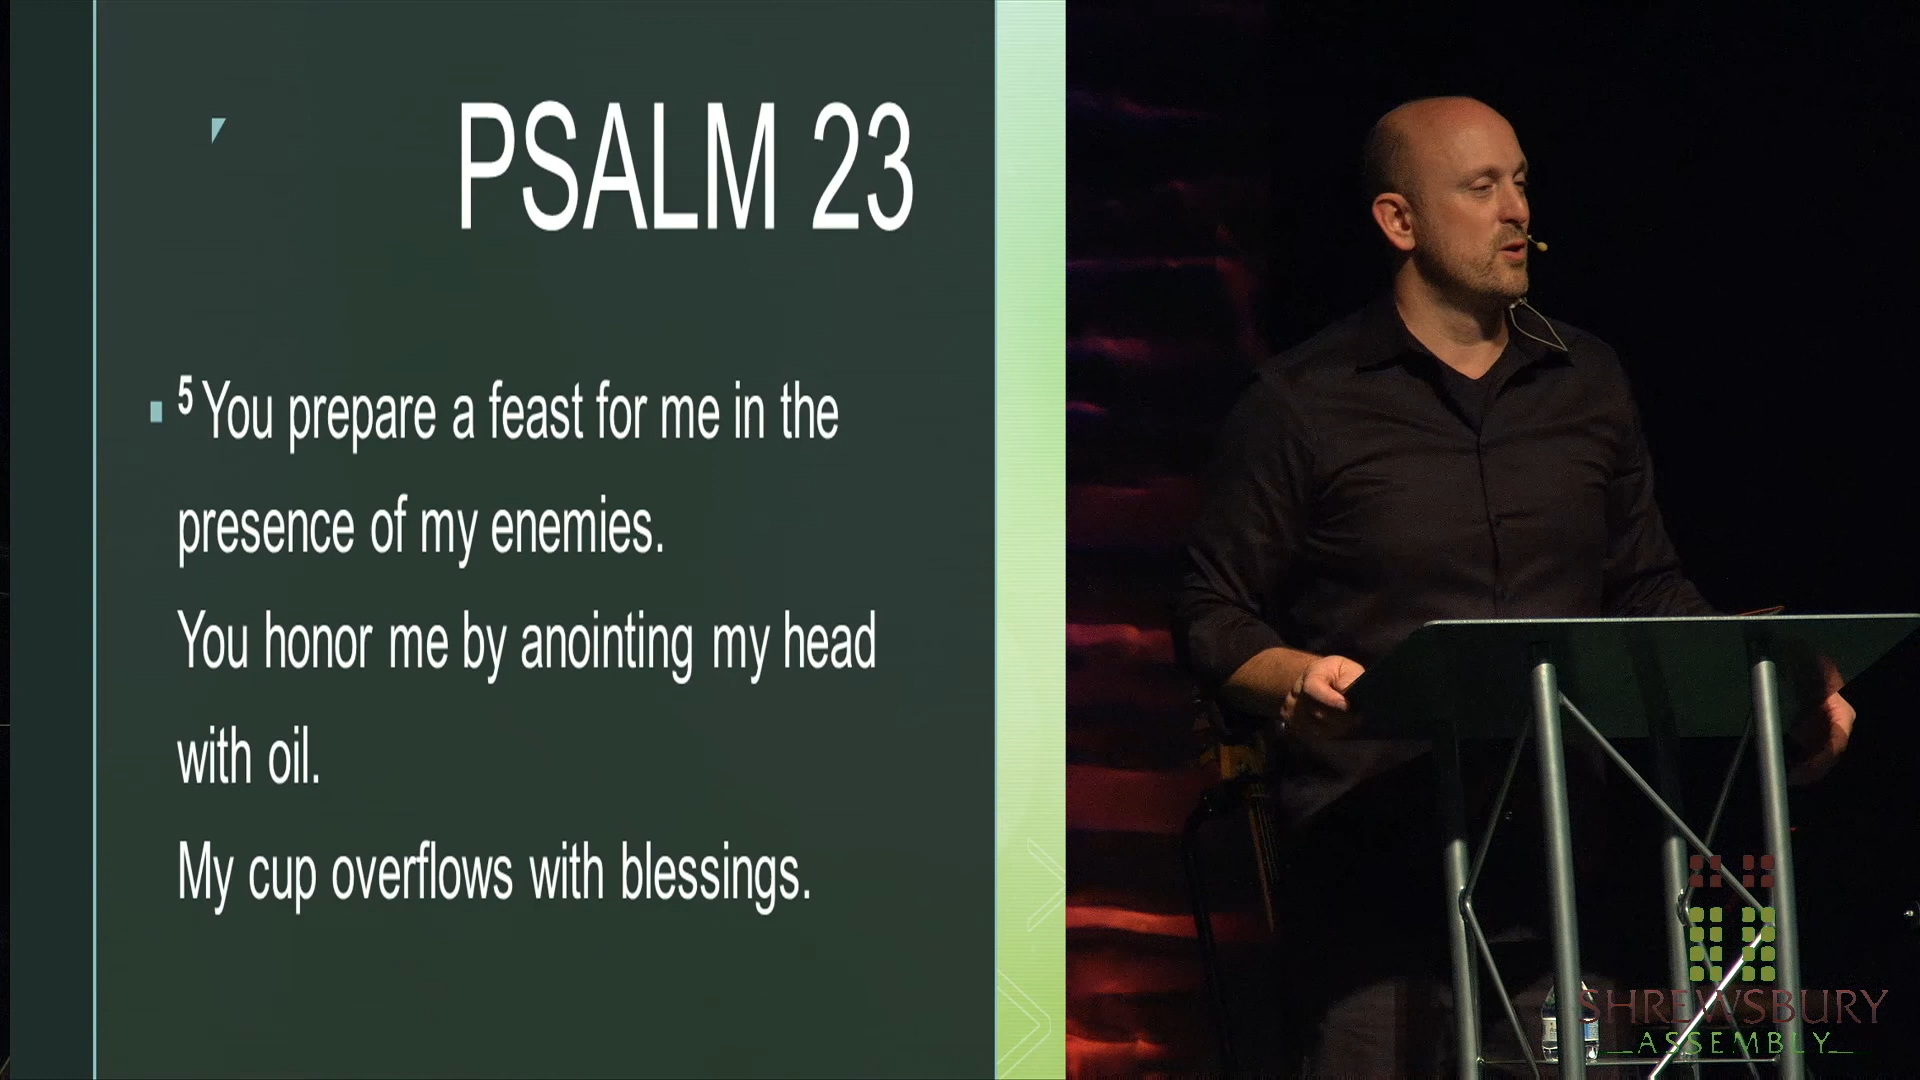 PSALM 23
5 You prepare a feast for me in the
presence of my enemies.
You honor me by anointing my head
with oil.
My cup overflows with blessings.
SHREWSBURY
ASSEMBLY